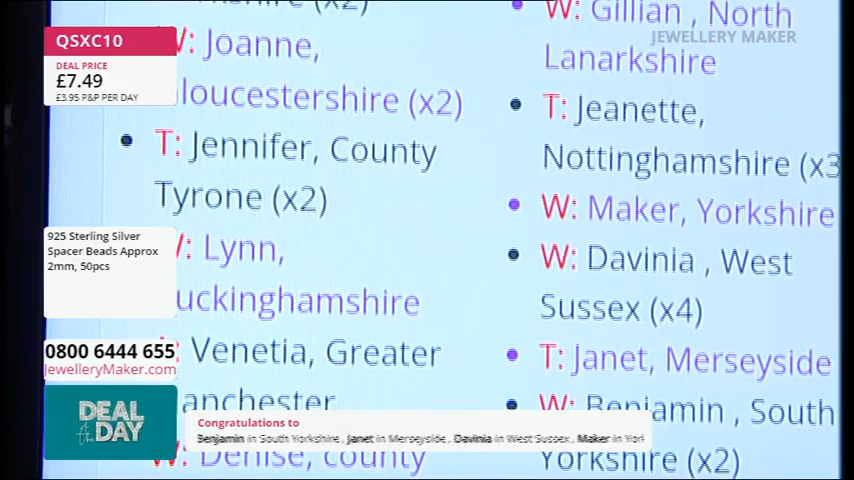 QSXC10
DEAL PRICE
£7.49
£3.95 P&P PER DAY
925 Sterling Silver
Spacer Beads Approx
2mm, 50pcs
0800 6444 655
JewelleryMaker.com
DEAL
of the
DAY
(x2)
W: Joanne,
loucestershire (x2)
T: Jennifer, County
Tyrone (x2)
W: Lynn,
uckinghamshire
T: Venetia, Greater
anchester
W: Denise, county
W: Gillian , North
Lanarkshire
T: Jeanette,
Nottinghamshire (x3
W: Maker, Yorkshire
W: Davinia , West
Sussex (x4)
T: Janet, Merseyside
W: Benjamin , South
Yorkshire (x2)
JEWELLERY MAKER
Congratulations to
Benjamin in South Yorkshire , Janet in Merseyside , Davinia in West Sussex , Maker in York